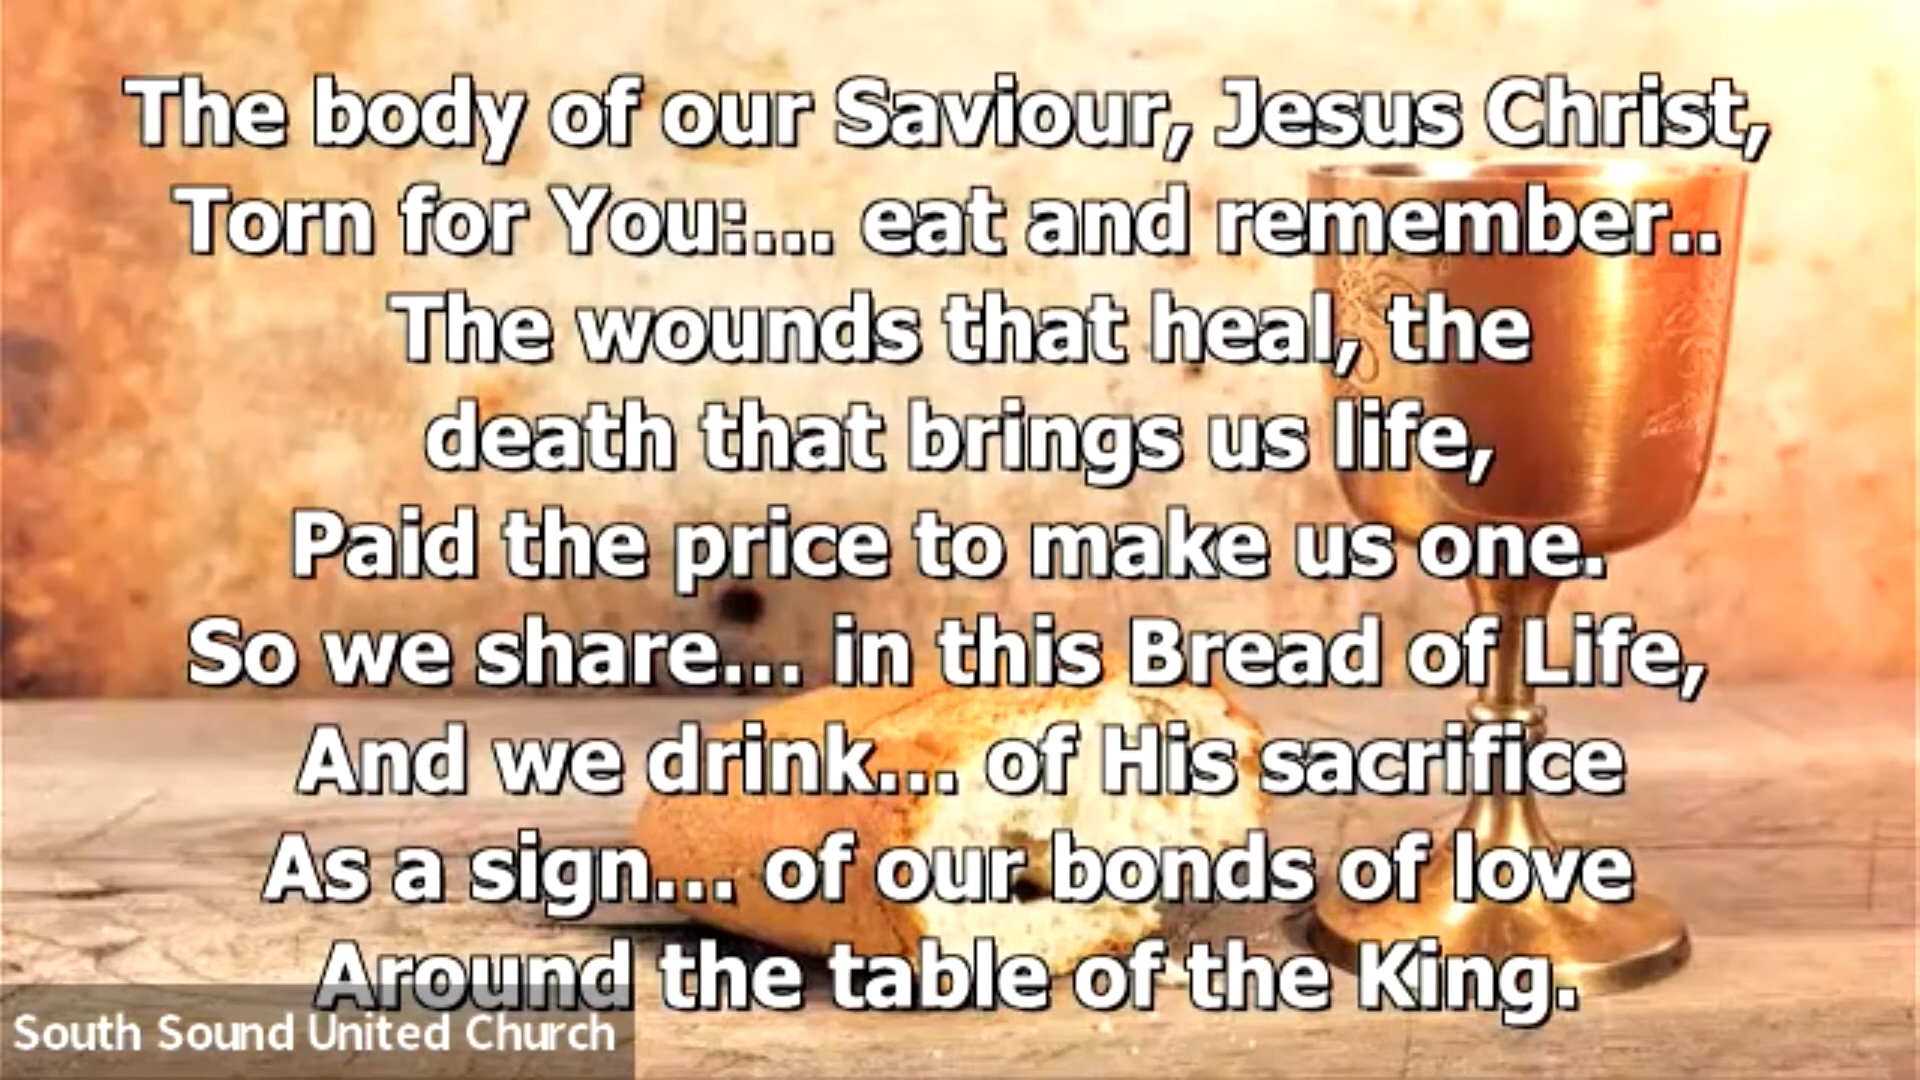 The body of our Saviour, Jesus Christ,
Torn for You:... eat and remember..
The wounds that heal, the
death that brings us life,
Paid the price to make us one.
So we share... in this Bread of Life,
And we drink... of His sacrifice
As a sign... of our bonds of love
Around the table of the King.
South Sound United Church